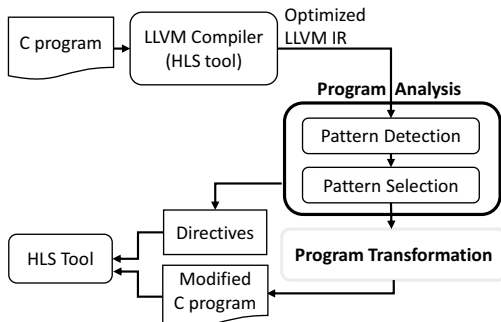 C program
LLVM Compiler
(HLS tool)
Optimized
LLVM IR
Program Analysis
Pattern Detection
Pattern Selection
Directives
Program Transformation
HLS Tool
Modified
C program